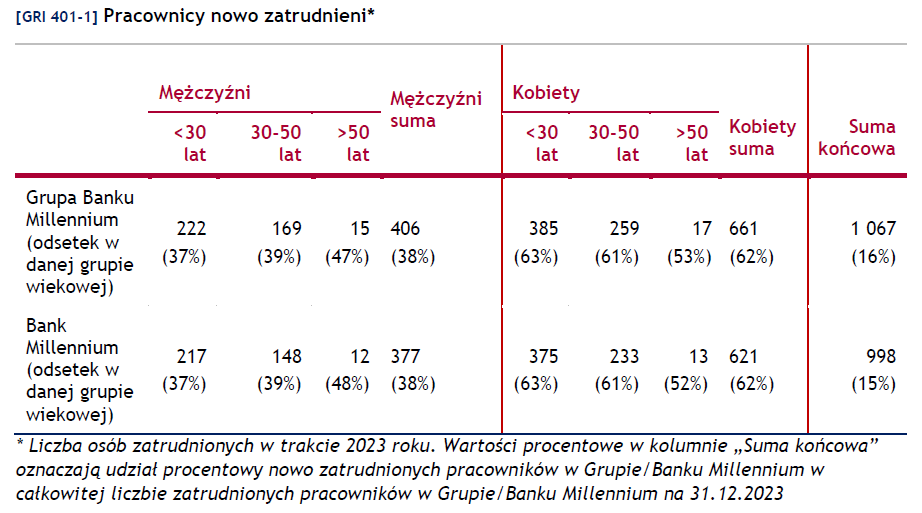 [GRI 401-1] Pracownicy nowo zatrudnieni*
Mężczyźni Mężczyźni suma Kobiety Kobiety suma Suma końcowa
<30 lat 30-50 lat >50 lat <30 lat 30-50 lat >50 lat
Grupa Banku
Millennium
(odsetek w
danej grupie
wiekowej)
222 169 15 406 385 259 17 661 1 067
(37%) (39%) (47%) (38%) (63%) (61%) (53%) (62%) (16%)
Bank
Millennium
(odsetek w
danej grupie
wiekowej)
217 148 12 377 375 233 13 621 998
(37%) (39%) (48%) (38%) (63%) (61%) (52%) (62%) (15%)
* Liczba osób zatrudnionych w trakcie 2023 roku. Wartości procentowe w kolumnie „Suma końcowa”
oznaczają udział procentowy nowo zatrudnionych pracowników w Grupie/Banku Millennium w
całkowitej liczbie zatrudnionych pracowników w Grupie/Banku Millennium na 31.12.2023